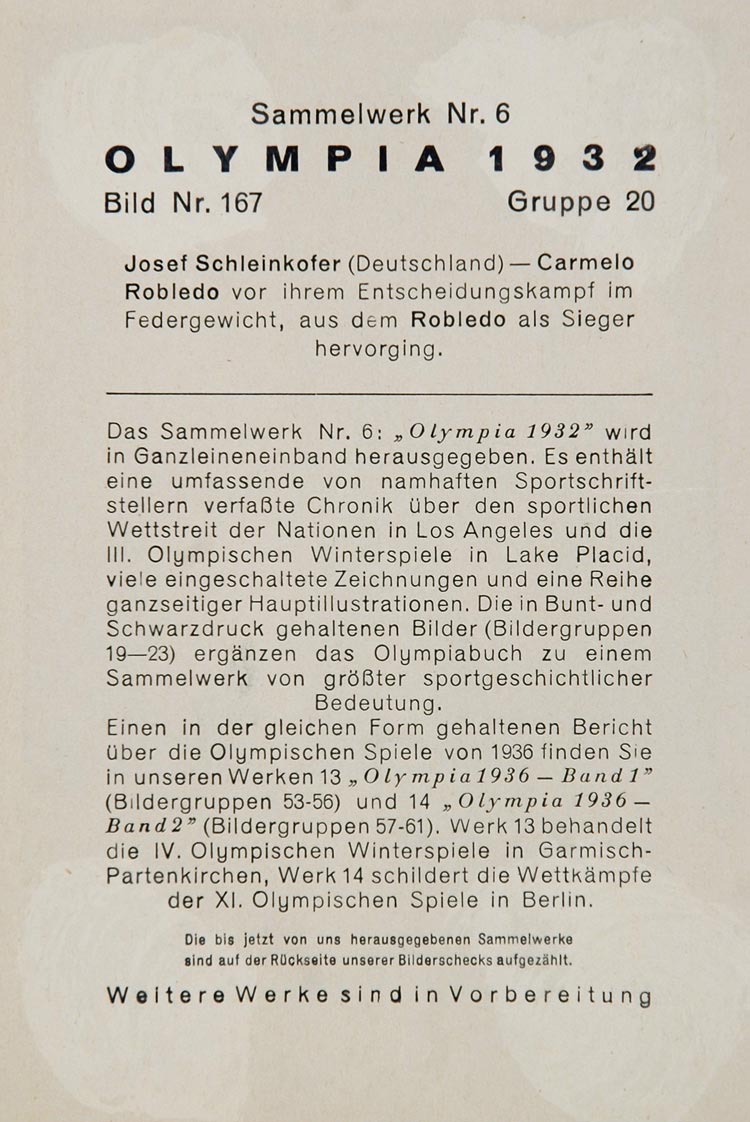 Sammelwerk Nr. 6
OLYMPIA 1932
Bild Nr. 167 Gruppe 20
Josef Schleinkofer (Deutschland) — Carmelo
Robledo vor ihrem Entscheidungskampf im
Federgewicht, aus dem Robledo als Sieger
hervorging.
Das Sammelwerk Nr. 6: „Olympia 1932” wird
in Ganzleineneinband herausgegeben. Es enthält
eine umfassende von namhaften Sportschrift-
stellern verfaßte Chronik über den sportlichen
Wettstreit der Nationen in Los Angeles und die
III. Olympischen Winterspiele in Lake Placid,
viele eingeschaltete Zeichnungen und eine Reihe
ganzseitiger Hauptillustrationen. Die in Bunt- und
Schwarzdruck gehaltenen Bilder (Bildergruppen
19—23) ergänzen das Olympiabuch zu einem
Sammelwerk von größter sportgeschichtlicher
Bedeutung.
Einen in der gleichen Form gehaltenen Bericht
über die Olympischen Spiele von 1936 finden Sie
in unseren Werken 13 „Olympia 1936 — Band 1”
(Bildergruppen 53-56) und 14 „Olympia 1936 —
Band 2” (Bildergruppen 57-61). Werk 13 behandelt
die IV. Olympischen Winterspiele in Garmisch-
Partenkirchen, Werk 14 schildert die Wettkämpfe
der XI. Olympischen Spiele in Berlin.
Die bis jetzt von uns herausgegebenen Sammelwerke
sind auf der Rückseite unserer Bilderschecks aufgezählt.
Weitere Werke sind in Vorbereitung